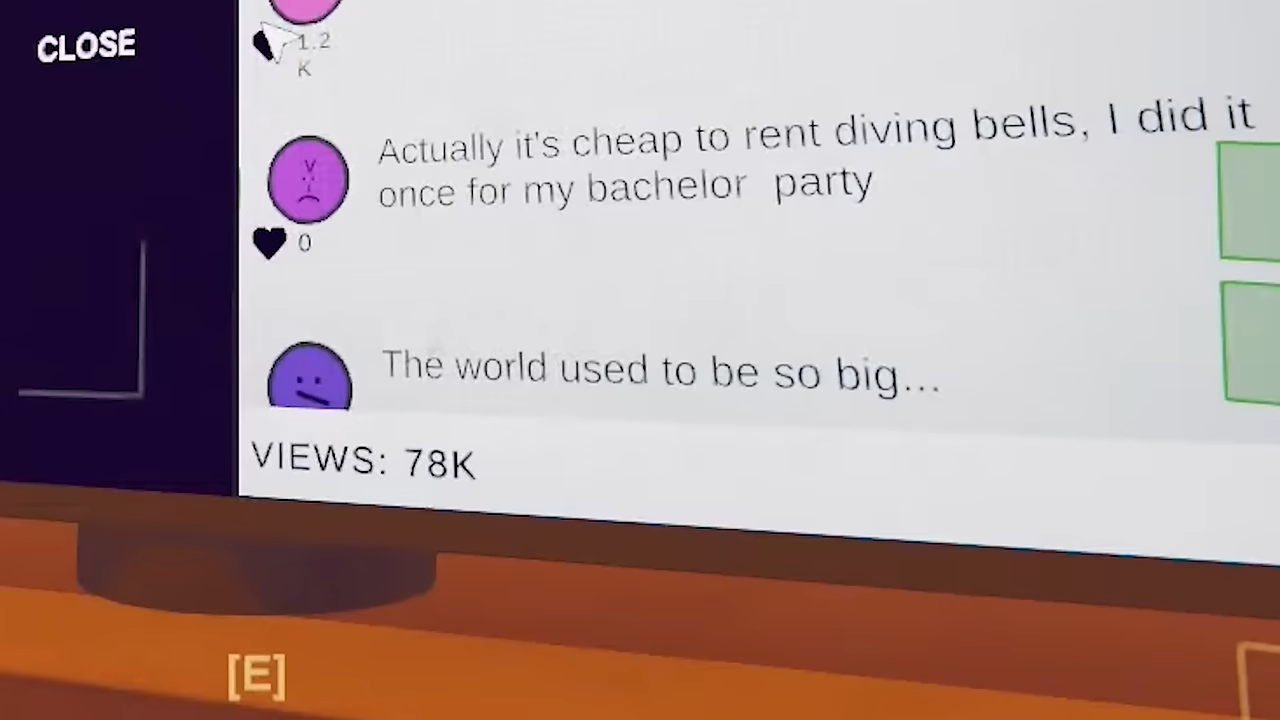 CLOSE
1.2
K
Actually it's cheap to rent diving bells, I did it
once for my bachelor party
0
The world used to be so big...
VIEWS: 78K
[E]